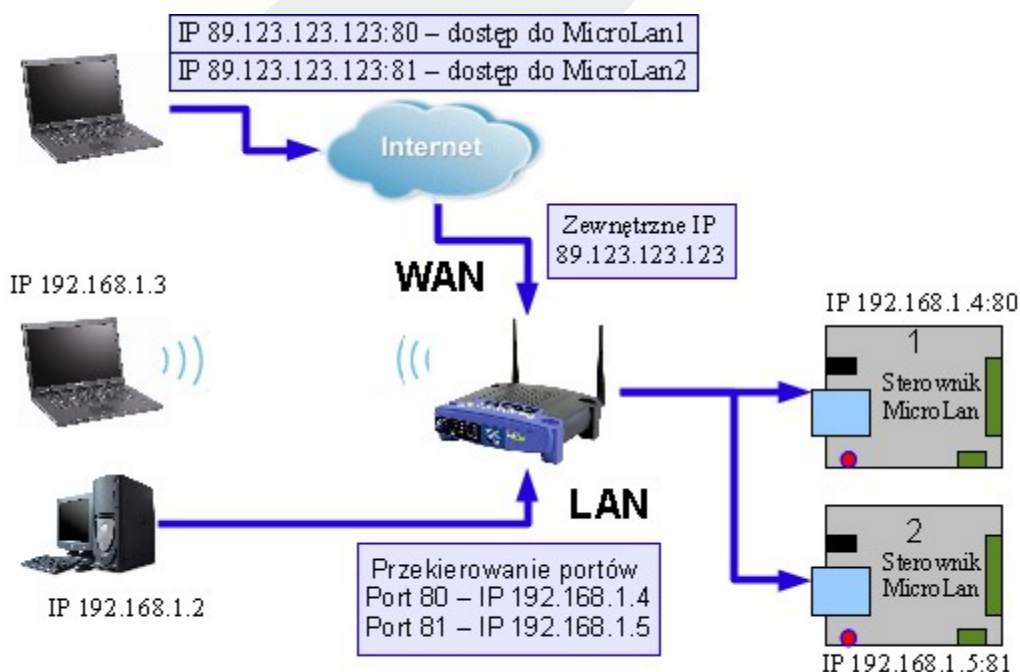 IP 89.123.123.123:80 – dostęp do MicroLan1
IP 89.123.123.123:81 – dostęp do MicroLan2
Internet
Zewnętrzne IP
89.123.123.123
WAN
IP 192.168.1.3
IP 192.168.1.4:80
1
Sterownik
MicroLan
LAN
2
Sterownik
MicroLan
Przekierowanie portów
Port 80 – IP 192.168.1.4
Port 81 – IP 192.168.1.5
IP 192.168.1.2
IP 192.168.1.5:81